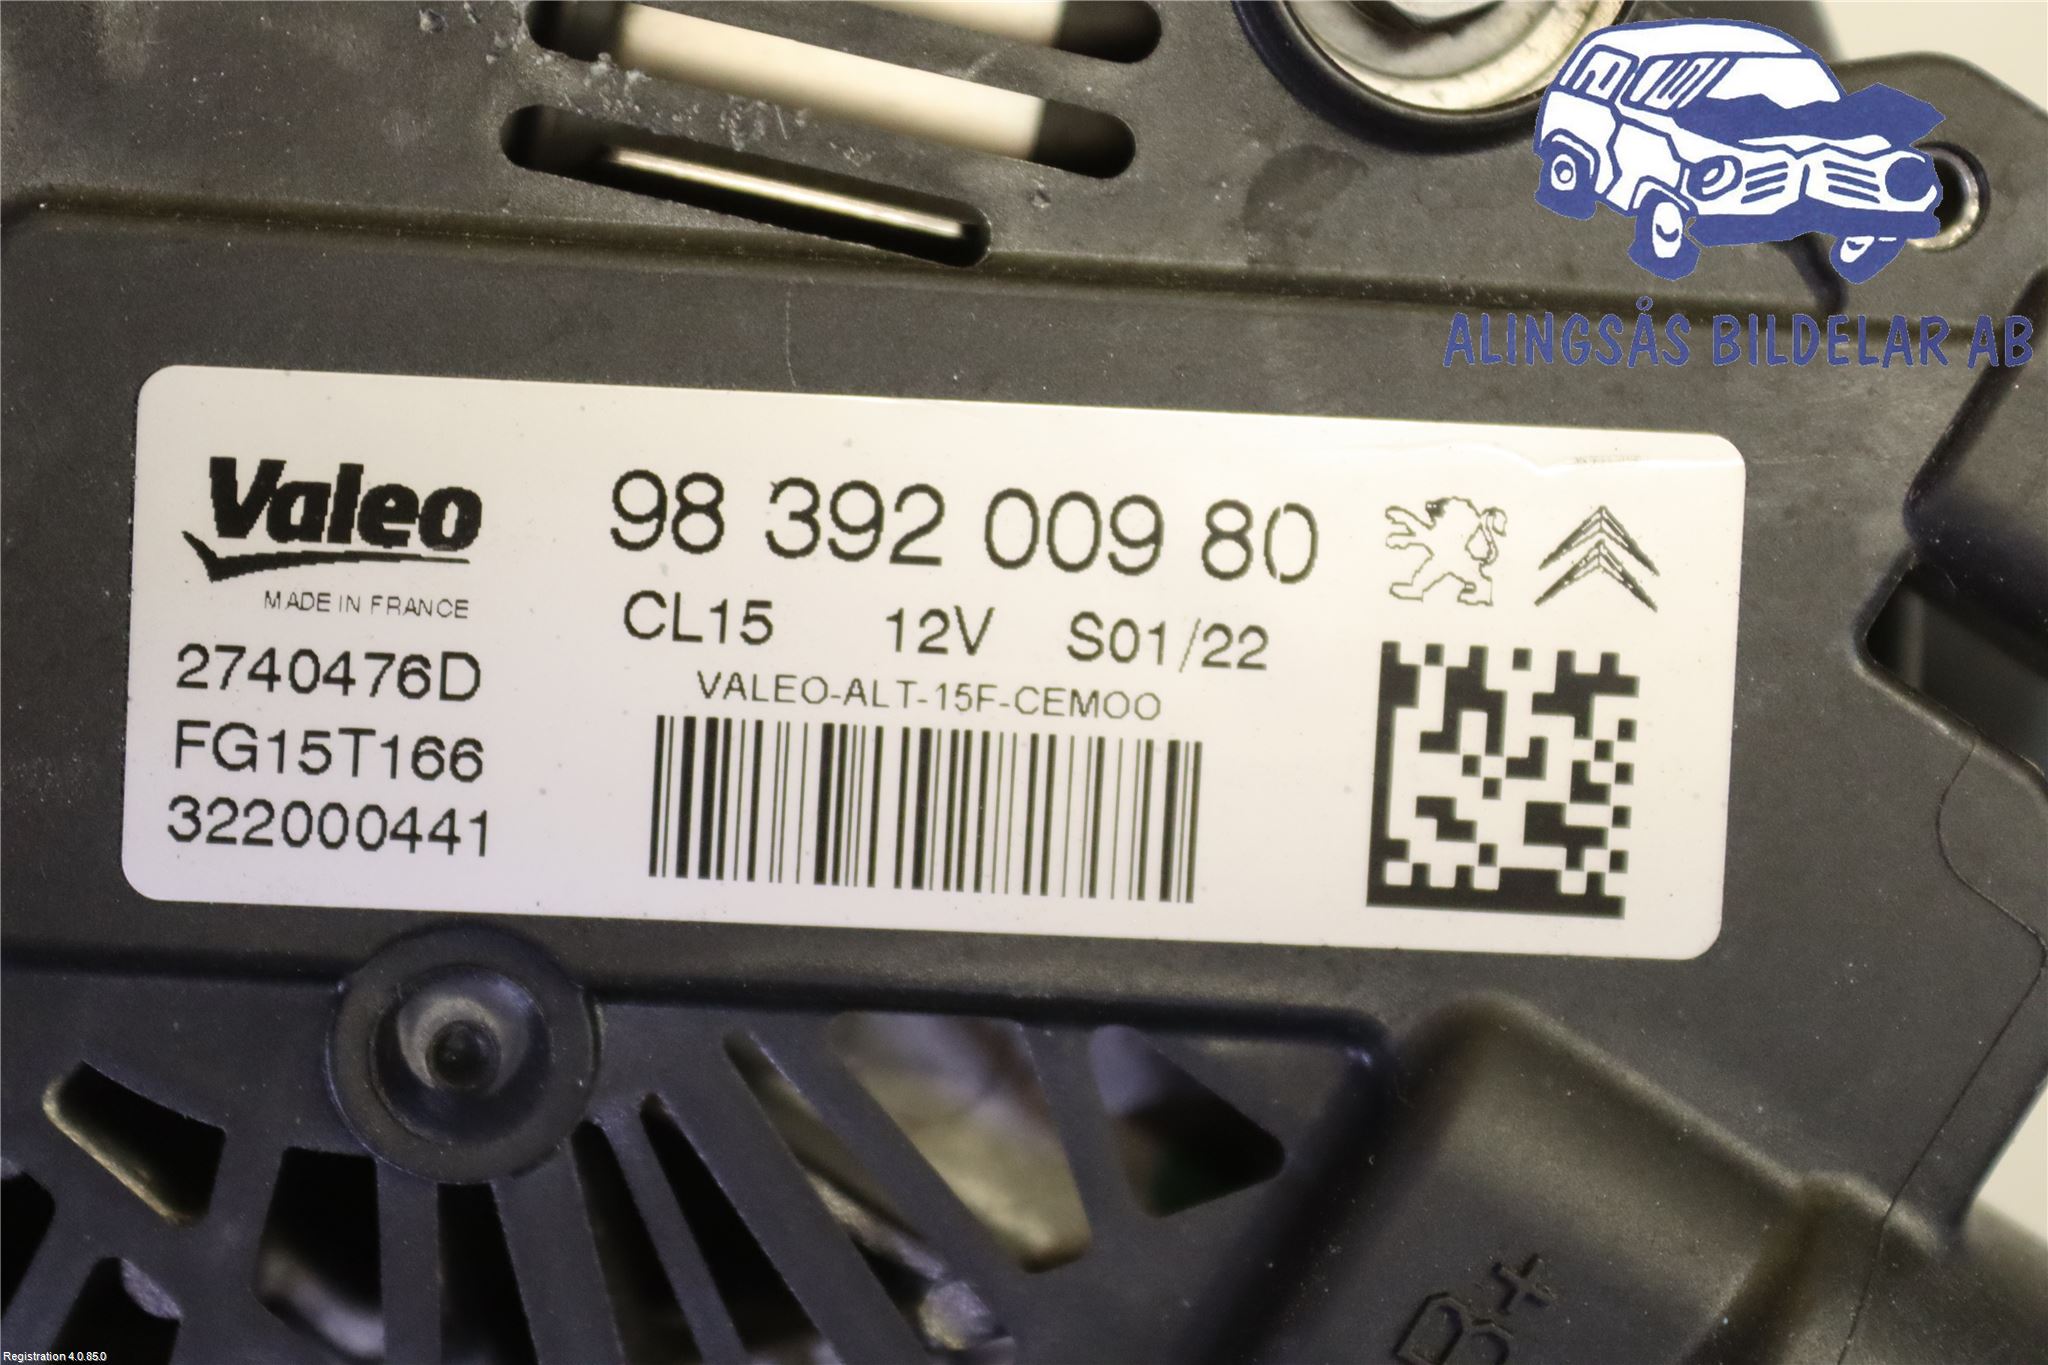 ALINGSÅS BILDELAR AB
Valeo
MADE IN FRANCE
2740476D
FG15T166
322000441
98 392 009 80
CL15 12V S01/22
VALEO-ALT-15F-CEMOO
B+
Registration 4.0.85.0